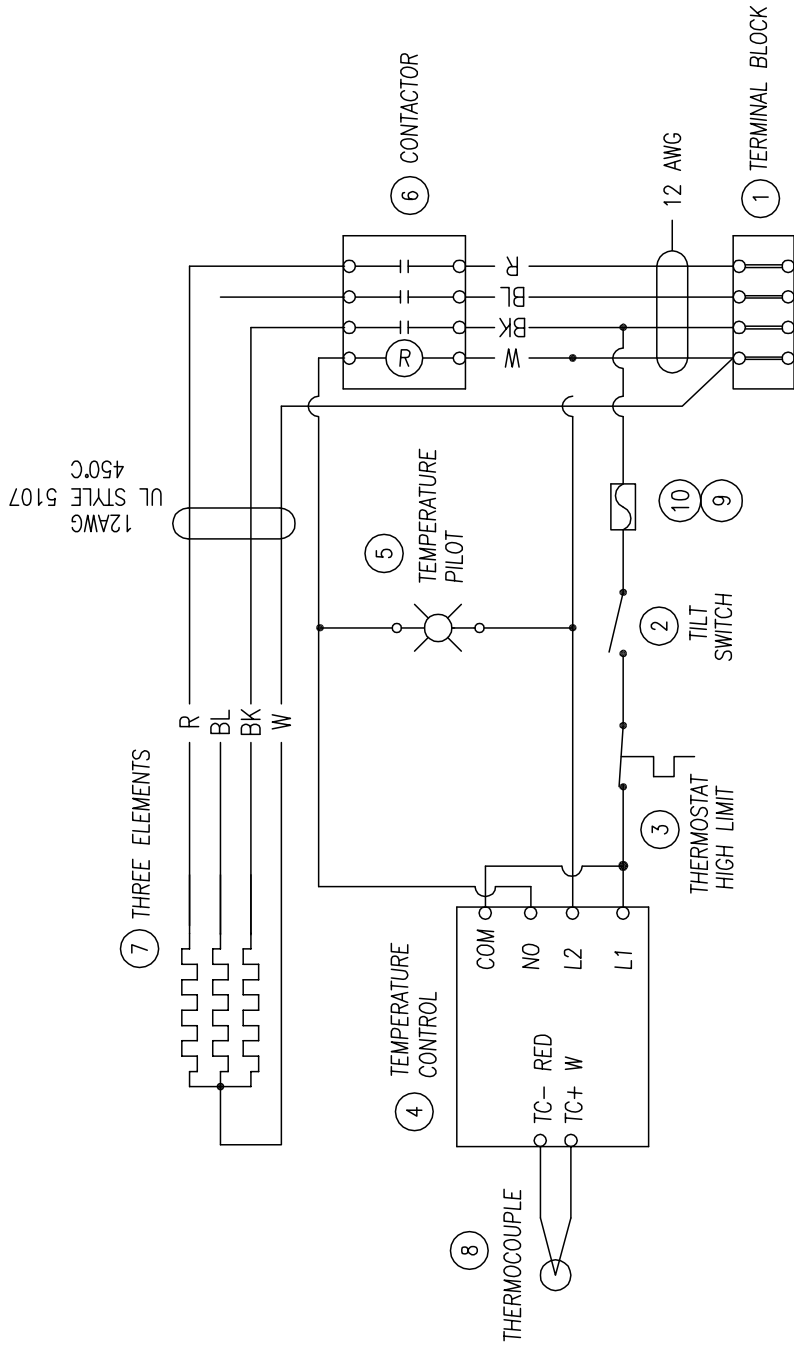 7 THREE ELEMENTS
R
BL
BK
W
12AWG
UL STYLE 5107
450°C
6 CONTACTOR
R
R
BL
BK
W
12 AWG
1 TERMINAL BLOCK
5
TEMPERATURE
PILOT
10
9
2
TILT
SWITCH
3
THERMOSTAT
HIGH LIMIT
4
TEMPERATURE
CONTROL
COM
NO
L2
L1
TC- RED
TC+ W
8
THERMOCOUPLE